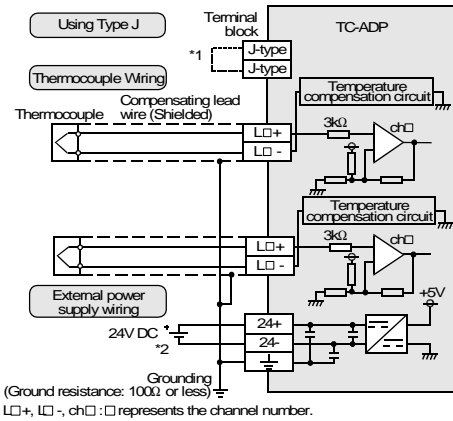 Using Type J
Terminal block
TC-ADP
*1
J-type
J-type
Thermocouple Wiring
Temperature compensation circuit
Thermocouple
Compensating lead wire (Shielded)
L□+
L□ -
3kΩ
ch□
Temperature compensation circuit
L□+
L□ -
3kΩ
ch□
External power supply wiring
+5V
24V DC
*2
24+
24-
+
Grounding
(Ground resistance: 100Ω or less)
L□+, L□ -, ch□ : □ represents the channel number.